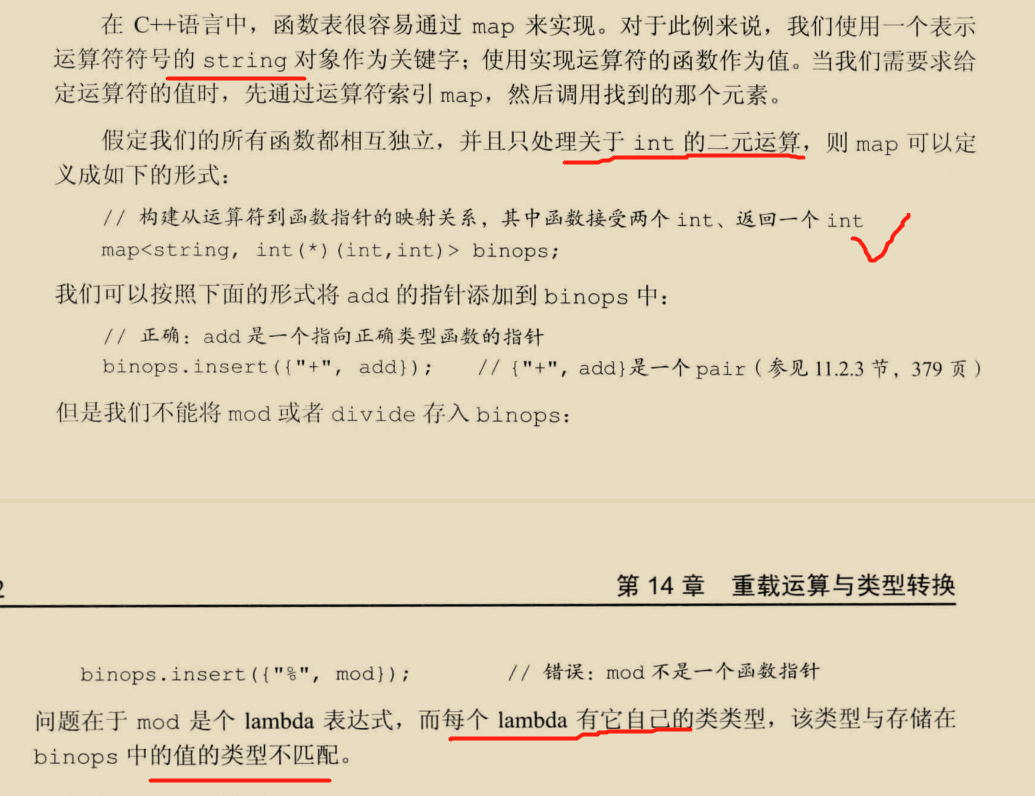 在 C++语言中，函数表很容易通过 map 来实现。对于此例来说，我们使用一个表示
运算符符号的 string 对象作为关键字；使用实现运算符的函数作为值。当我们需要求给
定运算符的值时，先通过运算符索引 map，然后调用找到的那个元素。
假定我们的所有函数都相互独立，并且只处理关于 int 的二元运算，则 map 可以定
义成如下的形式：
// 构建从运算符到函数指针的映射关系，其中函数接受两个 int、返回一个 int
map<string, int(*)(int,int)> binops;
我们可以按照下面的形式将 add 的指针添加到 binops 中：
// 正确：add 是一个指向正确类型函数的指针
binops.insert({"+", add}); // {"+", add}是一个 pair（参见 11.2.3 节，379 页）
但是我们不能将 mod 或者 divide 存入 binops：
2
第 14 章 重载运算与类型转换
binops.insert({"%", mod}); // 错误：mod 不是一个函数指针
问题在于 mod 是个 lambda 表达式，而每个 lambda 有它自己的类类型，该类型与存储在
binops 中的值的类型不匹配。